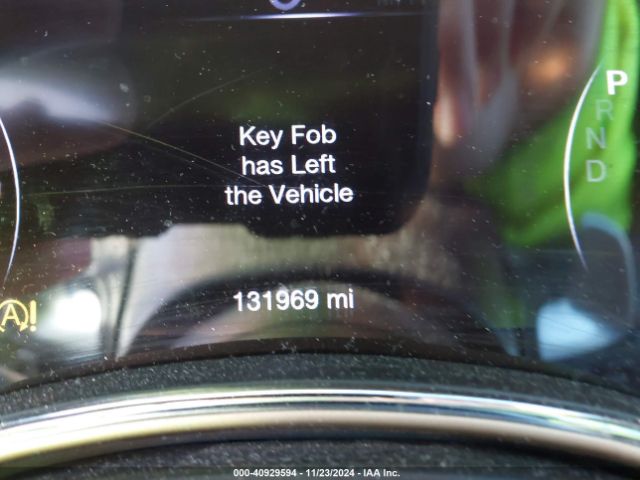 P
R
N
D
Key Fob
has Left
the Vehicle
131969 mi
A!
000-40929594 - 11/23/2024 - IAA Inc.